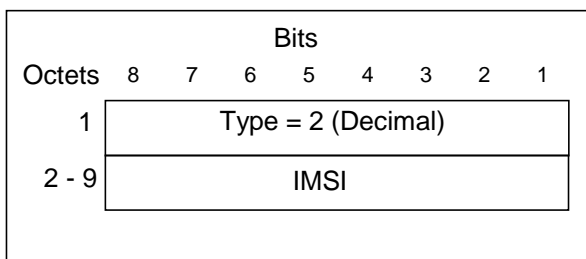 Bits
Octets 8 7 6 5 4 3 2 1
1 Type = 2 (Decimal)
2 - 9 IMSI